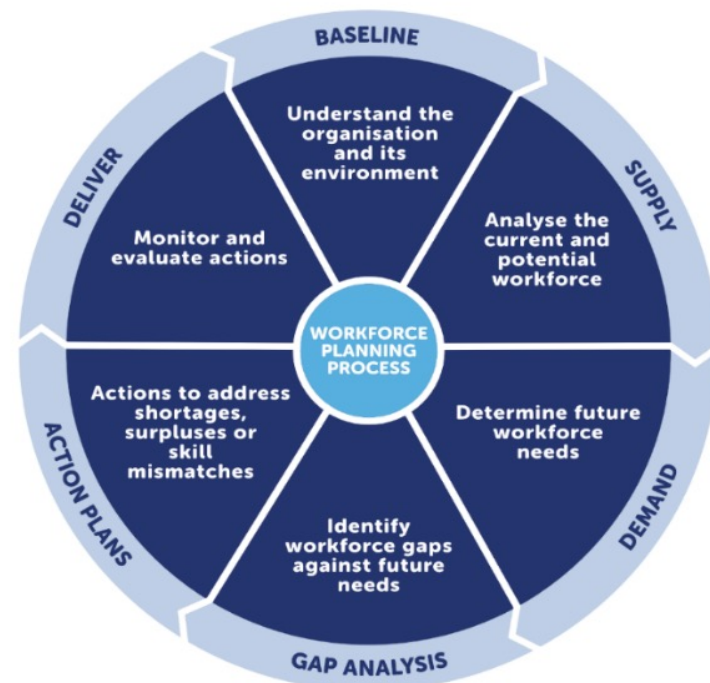 BASELINE
Understand the
organisation
and its
environment
SUPPLY
Analyse the
current and
potential
workforce
DEMAND
Determine future
workforce
needs
GAP ANALYSIS
Identify
workforce gaps
against future
needs
ACTION PLANS
Actions to address
shortages,
surpluses or
skill
mismatches
DELIVER
Monitor and
evaluate actions
WORKFORCE
PLANNING
PROCESS